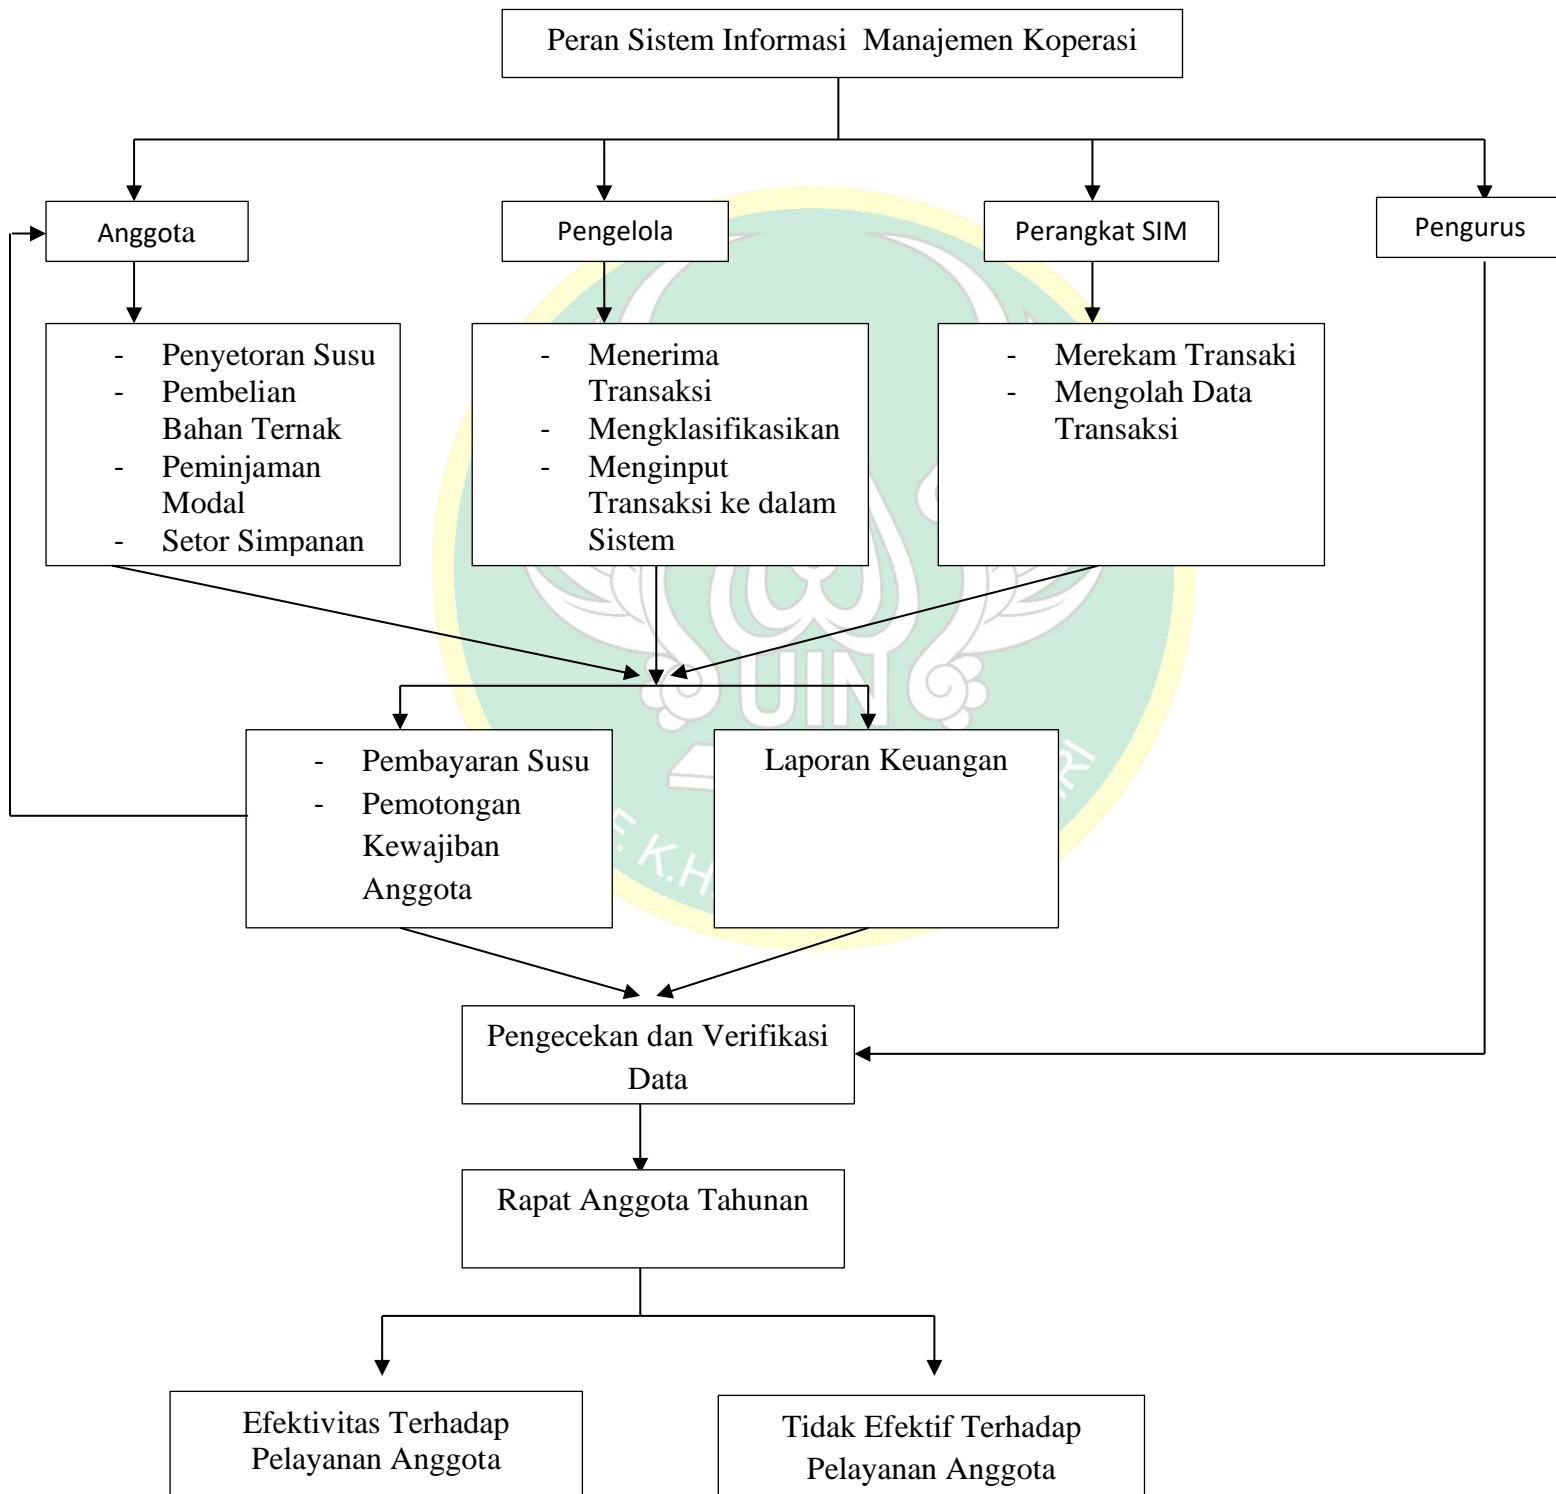 Peran Sistem Informasi Manajemen Koperasi
Anggota
Pengelola
Perangkat SIM
Pengurus
- Penyetoran Susu
- Pembelian
Bahan Ternak
- Peminjaman
Modal
- Setor Simpanan
- Menerima
Transaksi
- Mengklasifikasikan
- Menginput
Transaksi ke dalam
Sistem
- Merekam Transaki
- Mengolah Data
Transaksi
UIN
- Pembayaran Susu
- Pemotongan
Kewajiban
Anggota
Laporan Keuangan
K.H
Pengecekan dan Verifikasi
Data
Rapat Anggota Tahunan
Efektivitas Terhadap
Pelayanan Anggota
Tidak Efektif Terhadap
Pelayanan Anggota